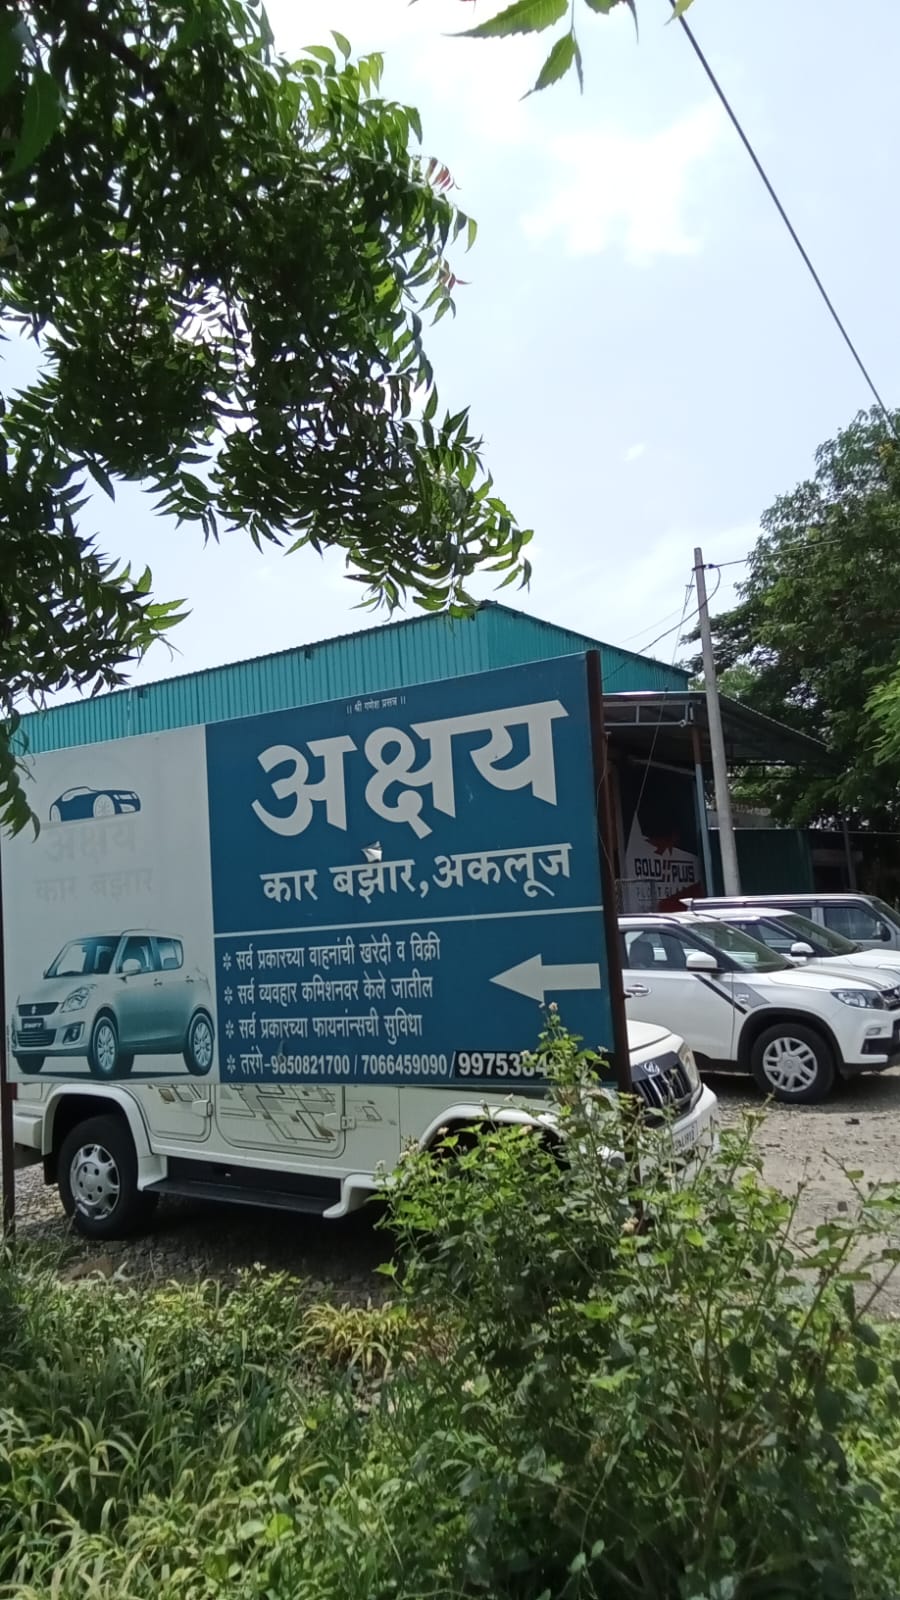 || श्री गणेश प्रसन्न ||
अक्षय
कार बझार, अकलूज
अक्षय
कार बझार
* सर्व प्रकारच्या वाहनांची खरेदी व विक्री
* सर्व व्यवहार कमिशनवर केले जातील
* सर्व प्रकारच्या फायनांन्सची सुविधा
* तरंगे-9850821700 / 7066459090 /
SWIFT
GOLD PLUS